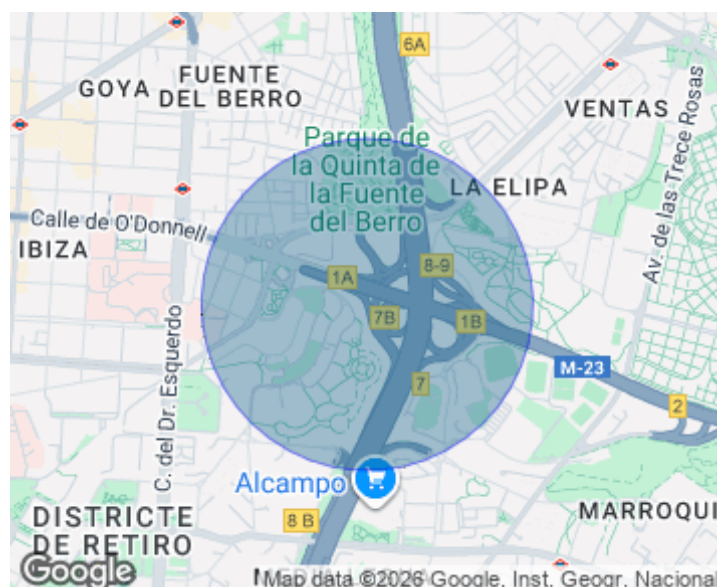 6A
GOYA
FUENTE
DEL BERRO
VENTAS
Parque de
la Quinta de
la Fuente
del Berro
LA ELIPA
Av. de las Trece Rosas
Calle de O'Donnell
IBIZA
8-9
1A
7B
1B
M-23
7
2
C. del Dr. Esquerdo
Alcampo
8 B
DISTRICTE
DE RETIRO
MARROQU
Google
Map data ©2026 Google, Inst. Geogr. Nacional